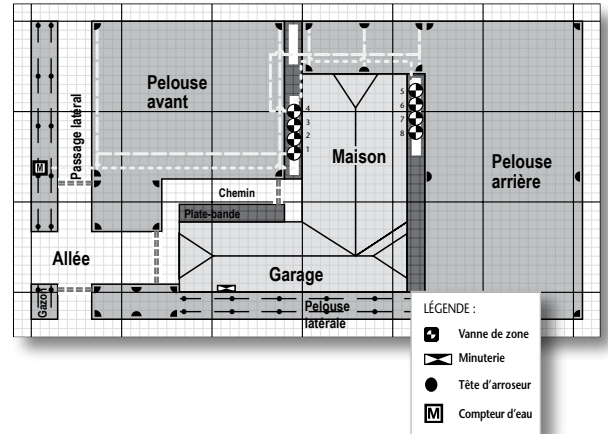 Pelouse
avant
Passage lateral
M
4
3
2
1
5
6
7
8
Maison
Pelouse
arrière
Chemin
Plate-bande
Allée
Garage
Gazon
Pelouse
latérale
LÉGENDE :
Vanne de zone
Minuterie
Tête d'arroseur
M Compteur d'eau